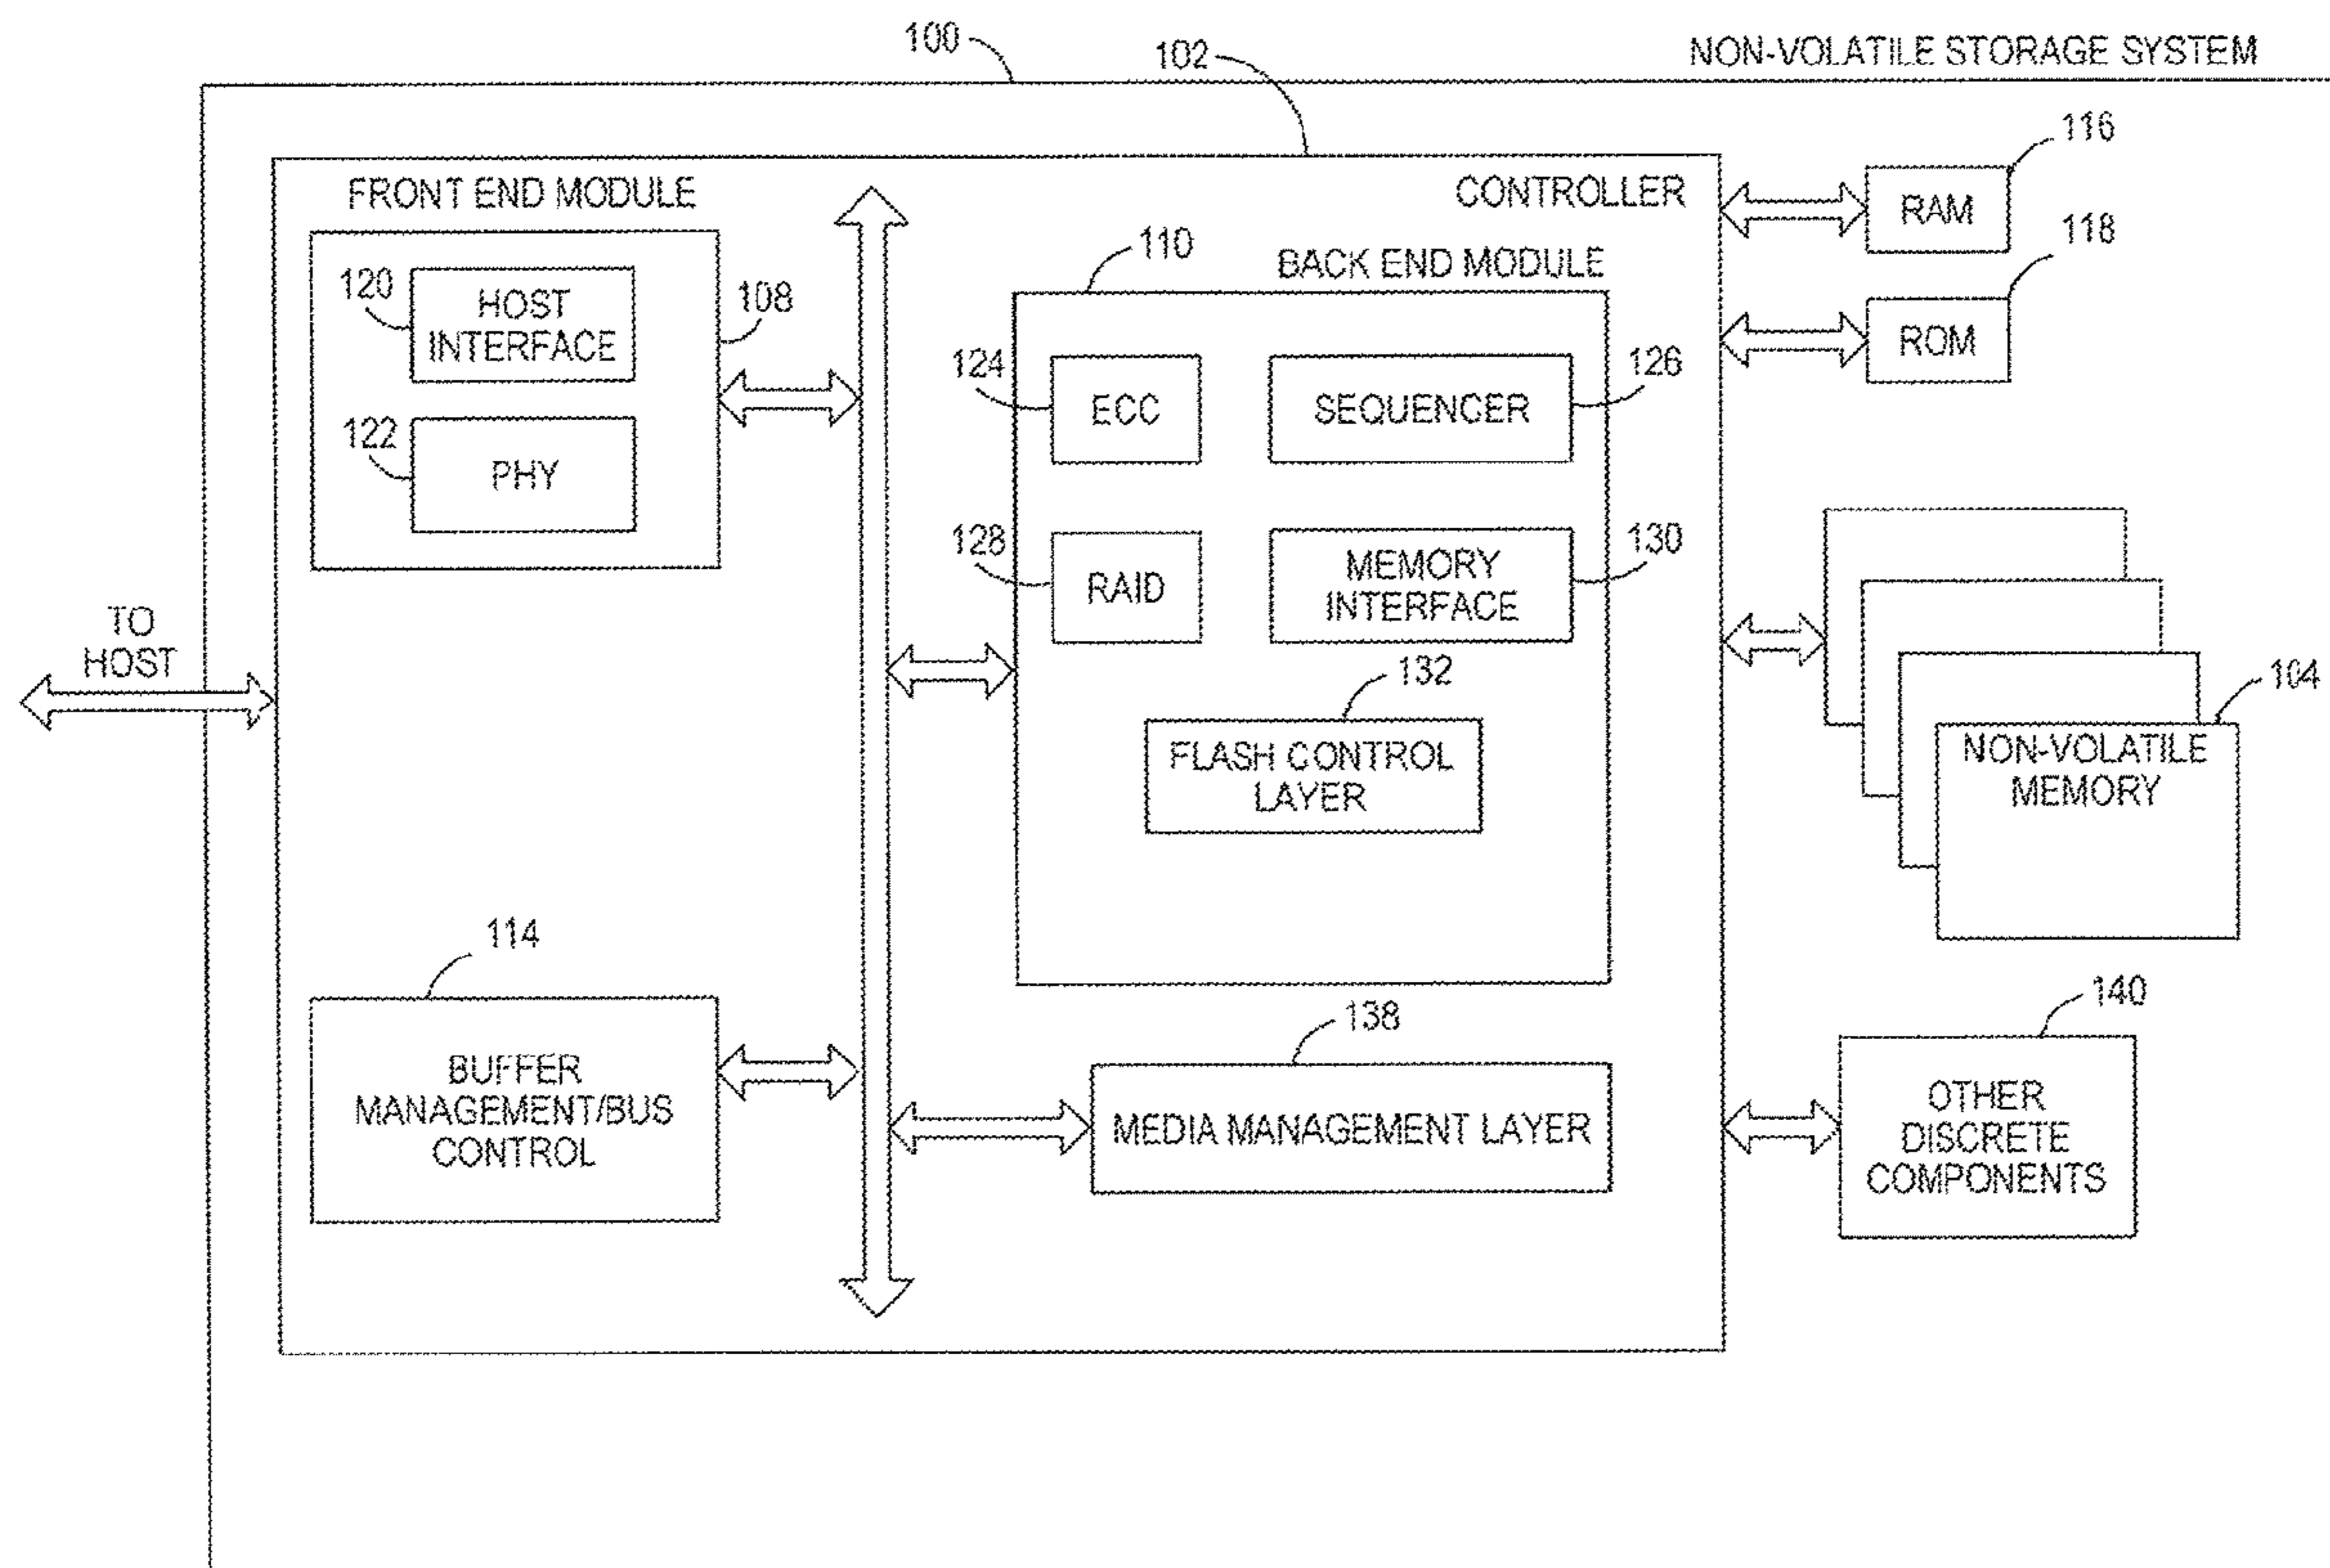 100
102
NON-VOLATILE STORAGE SYSTEM
116
FRONT END MODULE
CONTROLLER
RAM
110
118
BACK END MODULE
120
HOST
INTERFACE
108
ROM
124
ECC
SEQUENCER
126
122
PHY
128
RAID
MEMORY
INTERFACE
130
TO
HOST
132
104
FLASH CONTROL
LAYER
NON-VOLATILE
MEMORY
114
138
140
BUFFER
MANAGEMENT/BUS
CONTROL
MEDIA MANAGEMENT LAYER
OTHER
DISCRETE
COMPONENTS